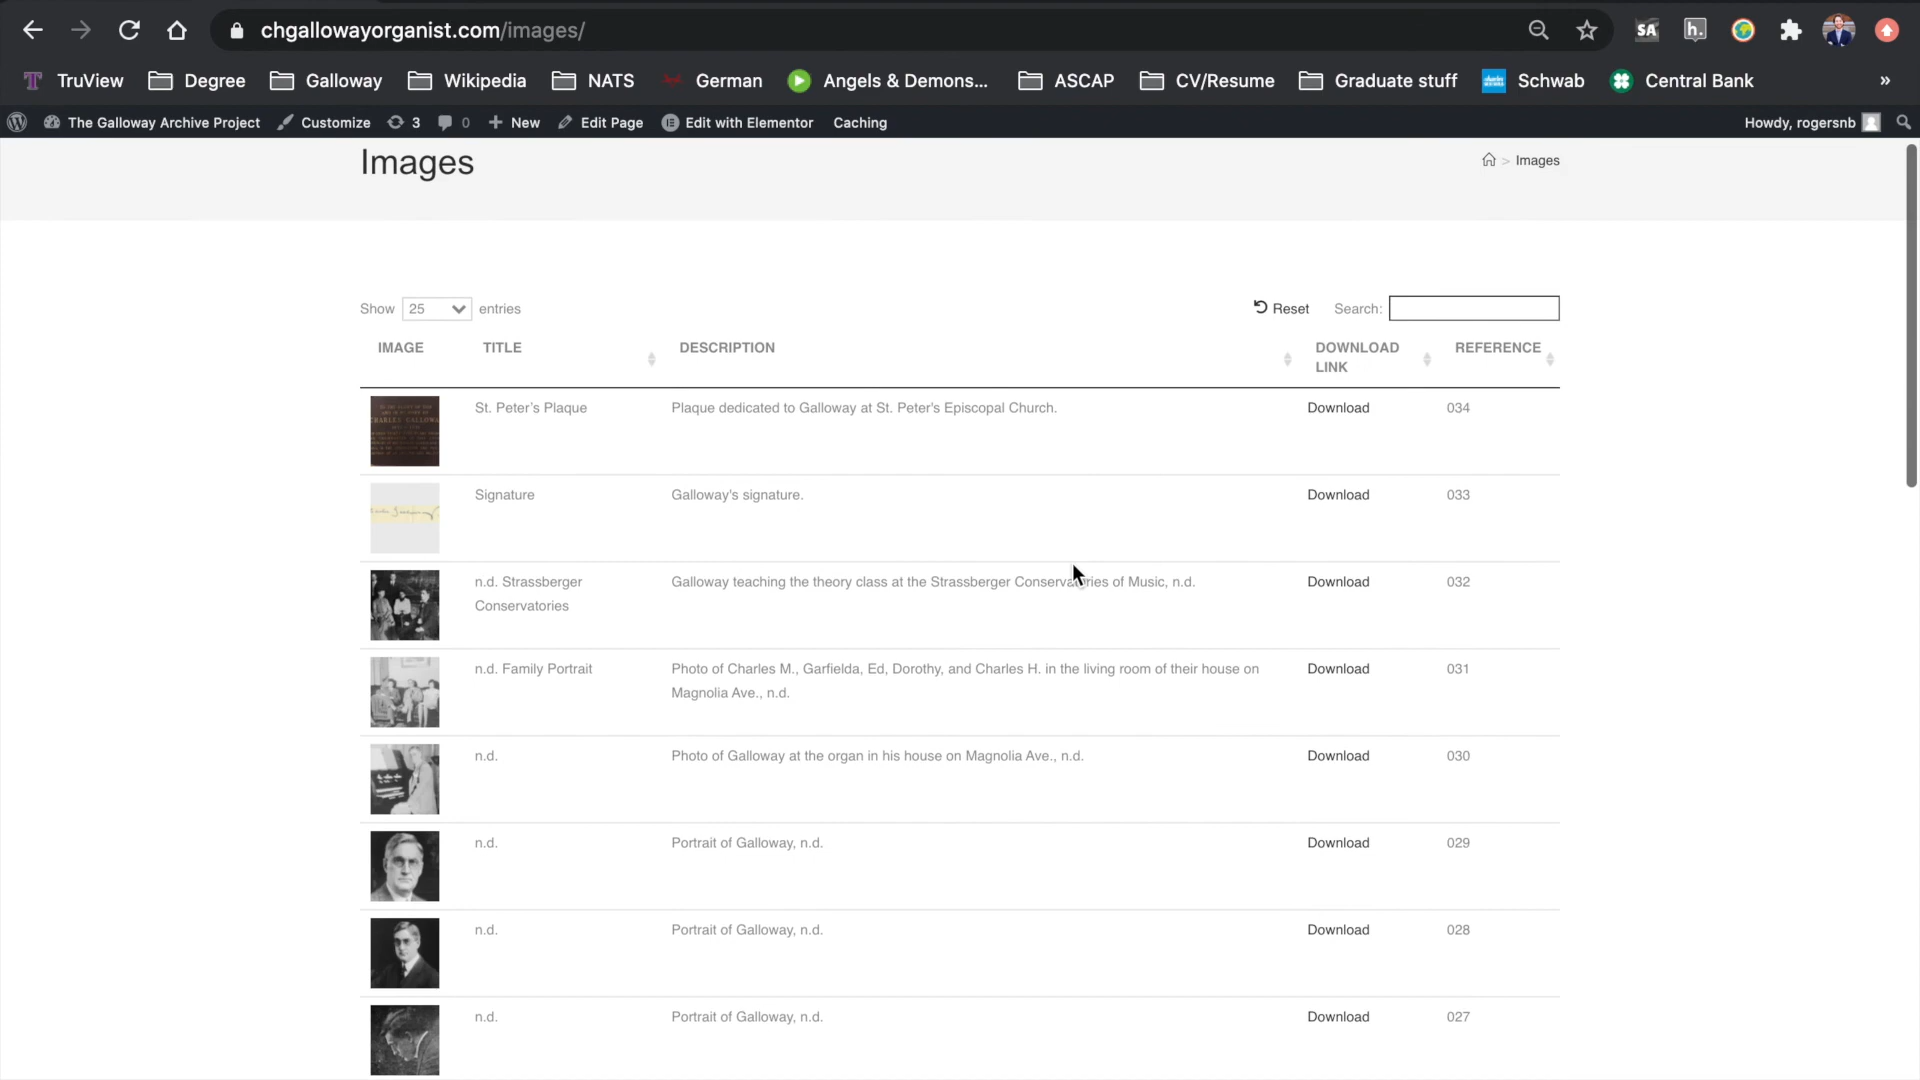 chgallowayorganist.com/images/
SA
h.
T
TruView
Degree
Galloway
Wikipedia
NATS
German
Angels & Demons...
ASCAP
CV/Resume
Graduate stuff
Schwab
Central Bank
»
The Galloway Archive Project
Customize
3
0
New
Edit Page
Edit with Elementor
Caching
Howdy, rogersnb
Images
> Images
Show 25 entries
Reset
Search:
IMAGE
TITLE
DESCRIPTION
DOWNLOAD
LINK
REFERENCE
St. Peter's Plaque
Plaque dedicated to Galloway at St. Peter's Episcopal Church.
Download
034
Signature
Galloway's signature.
Download
033
n.d. Strassberger
Conservatories
Galloway teaching the theory class at the Strassberger Conservatories of Music, n.d.
Download
032
n.d. Family Portrait
Photo of Charles M., Garfielda, Ed, Dorothy, and Charles H. in the living room of their house on
Magnolia Ave., n.d.
Download
031
n.d.
Photo of Galloway at the organ in his house on Magnolia Ave., n.d.
Download
030
n.d.
Portrait of Galloway, n.d.
Download
029
n.d.
Portrait of Galloway, n.d.
Download
028
n.d.
Portrait of Galloway, n.d.
Download
027